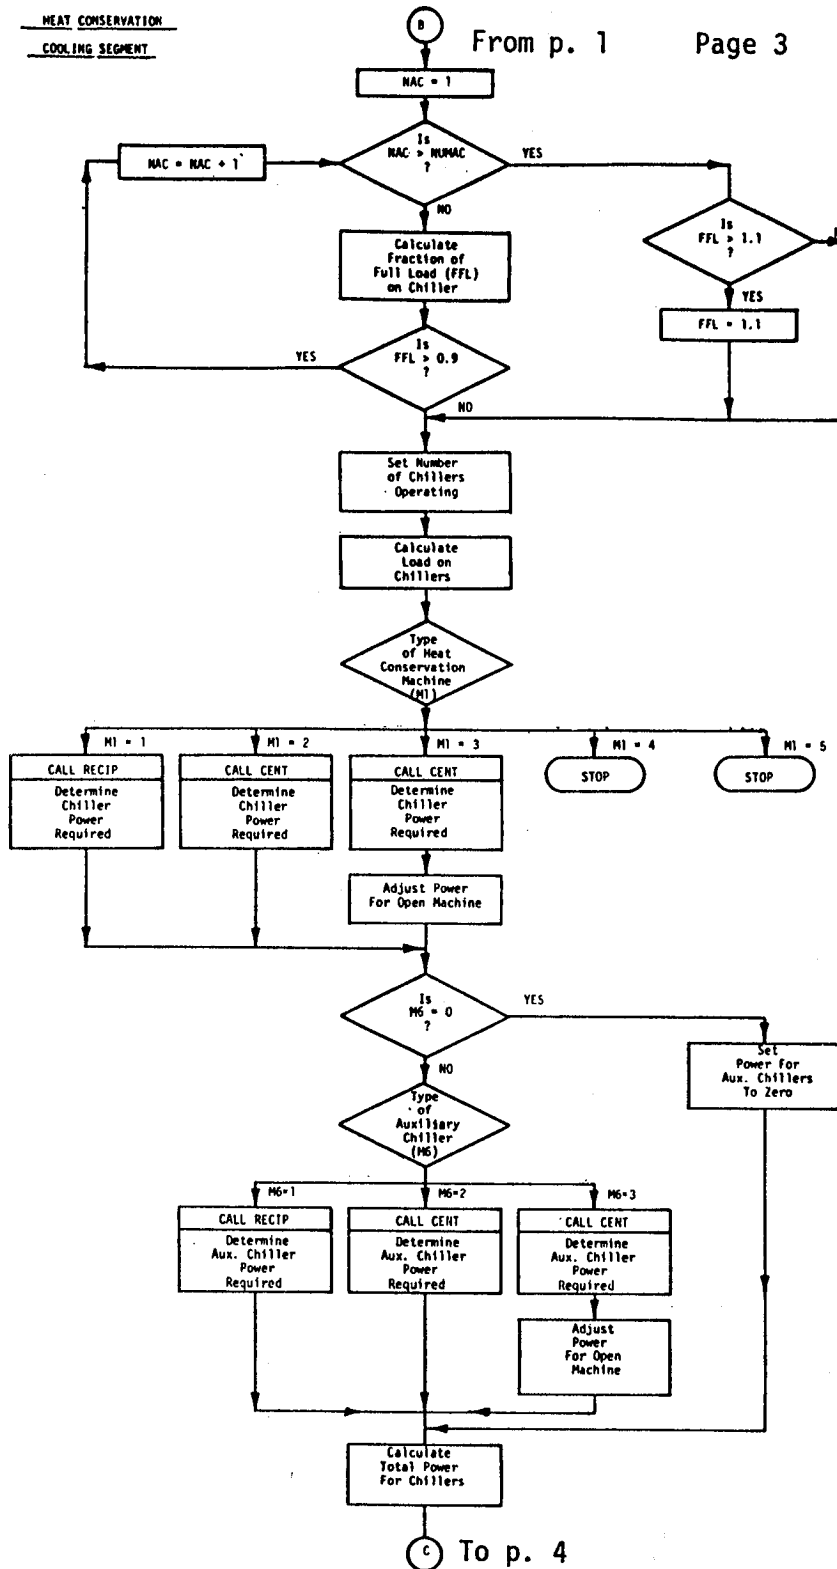 HEAT CONSERVATION
COOLING SEGMENT
B
From p. 1
Page 3
NAC = 1
Is
NAC > NUMAC
?
YES
NAC = NAC + 1
NO
Calculate
Fraction of
Full Load (FFL)
on Chiller
Is
FFL > 1.1
?
YES
FFL = 1.1
Is
FFL > 0.9
?
YES
NO
Set Number
of Chillers
Operating
Calculate
Load on
Chillers
Type
of Heat
Conservation
Machine
(M1)
M1 = 1
M1 = 2
M1 = 3
M1 = 4
M1 = 5
CALL RECIP
Determine
Chiller
Power
Required
CALL CENT
Determine
Chiller
Power
Required
CALL CENT
Determine
Chiller
Power
Required
STOP
STOP
Adjust Power
For Open Machine
Is
M6 = 0
?
YES
NO
Set
Power For
Aux. Chillers
To Zero
Type
of
Auxiliary
Chiller
(M6)
M6=1
M6=2
M6=3
CALL RECIP
Determine
Aux. Chiller
Power
Required
CALL CENT
Determine
Aux. Chiller
Power
Required
CALL CENT
Determine
Aux. Chiller
Power
Required
Adjust
Power
For Open
Machine
Calculate
Total Power
For Chillers
C
To p. 4